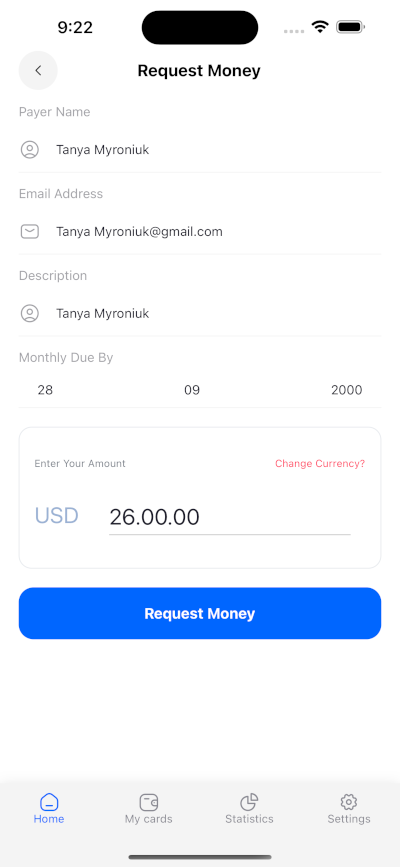 9:22
Request Money
Payer Name
Tanya Myroniuk
Email Address
Tanya Myroniuk@gmail.com
Description
Tanya Myroniuk
Monthly Due By
28 09 2000
Enter Your Amount Change Currency?
USD 26.00.00
Request Money
Home My cards Statistics Settings